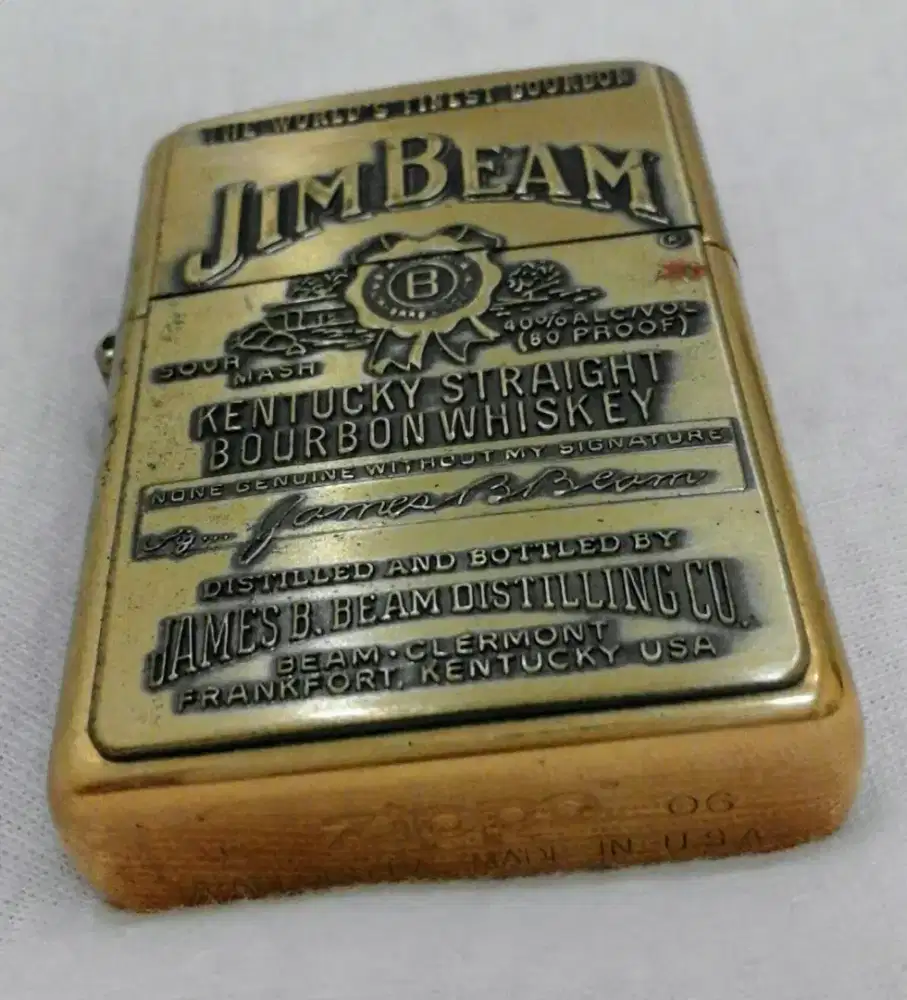 THE WORLD'S FINEST BOURBON
JIM BEAM
®
B
SOUR MASH
40% ALC/VOL
(80 PROOF)
KENTUCKY STRAIGHT
BOURBON WHISKEY
NONE GENUINE WITHOUT MY SIGNATURE
Sig... James B Beam
DISTILLED AND BOTTLED BY
JAMES B. BEAM DISTILLING CO.
BEAM · CLERMONT
FRANKFORT, KENTUCKY USA
Zippo 06
MADE IN U.S.A.